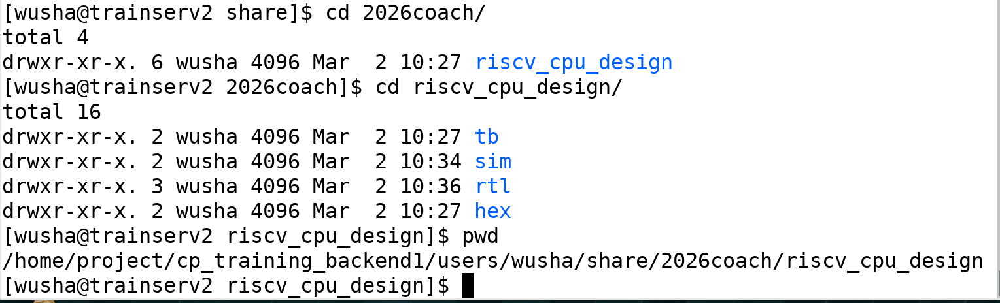 [wusha@trainserv2 share]$ cd 2026coach/
total 4
drwxr-xr-x. 6 wusha 4096 Mar  2 10:27 riscv_cpu_design
[wusha@trainserv2 2026coach]$ cd riscv_cpu_design/
total 16
drwxr-xr-x. 2 wusha 4096 Mar  2 10:27 tb
drwxr-xr-x. 2 wusha 4096 Mar  2 10:34 sim
drwxr-xr-x. 3 wusha 4096 Mar  2 10:36 rtl
drwxr-xr-x. 2 wusha 4096 Mar  2 10:27 hex
[wusha@trainserv2 riscv_cpu_design]$ pwd
/home/project/cp_training_backend1/users/wusha/share/2026coach/riscv_cpu_design
[wusha@trainserv2 riscv_cpu_design]$